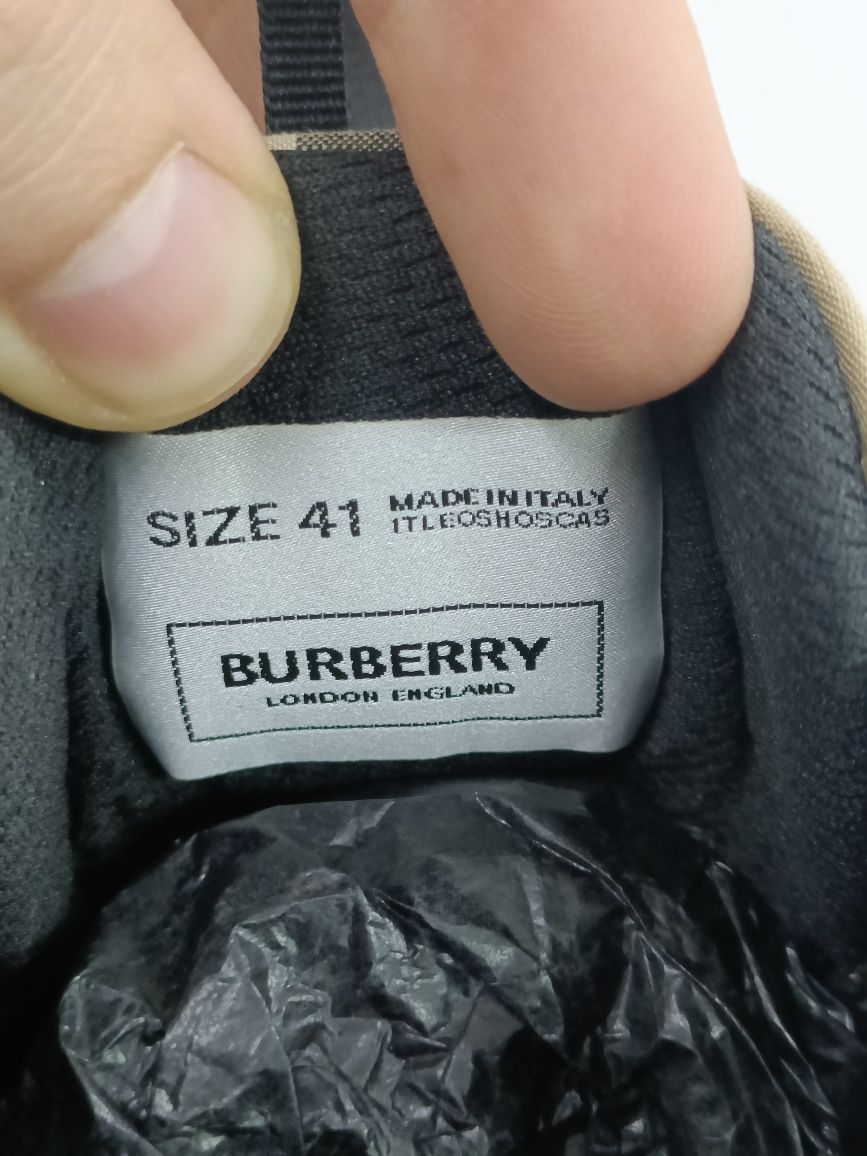 SIZE 41
MADE IN ITALY
ITLEOSHOSCAS
BURBERRY
LONDON ENGLAND